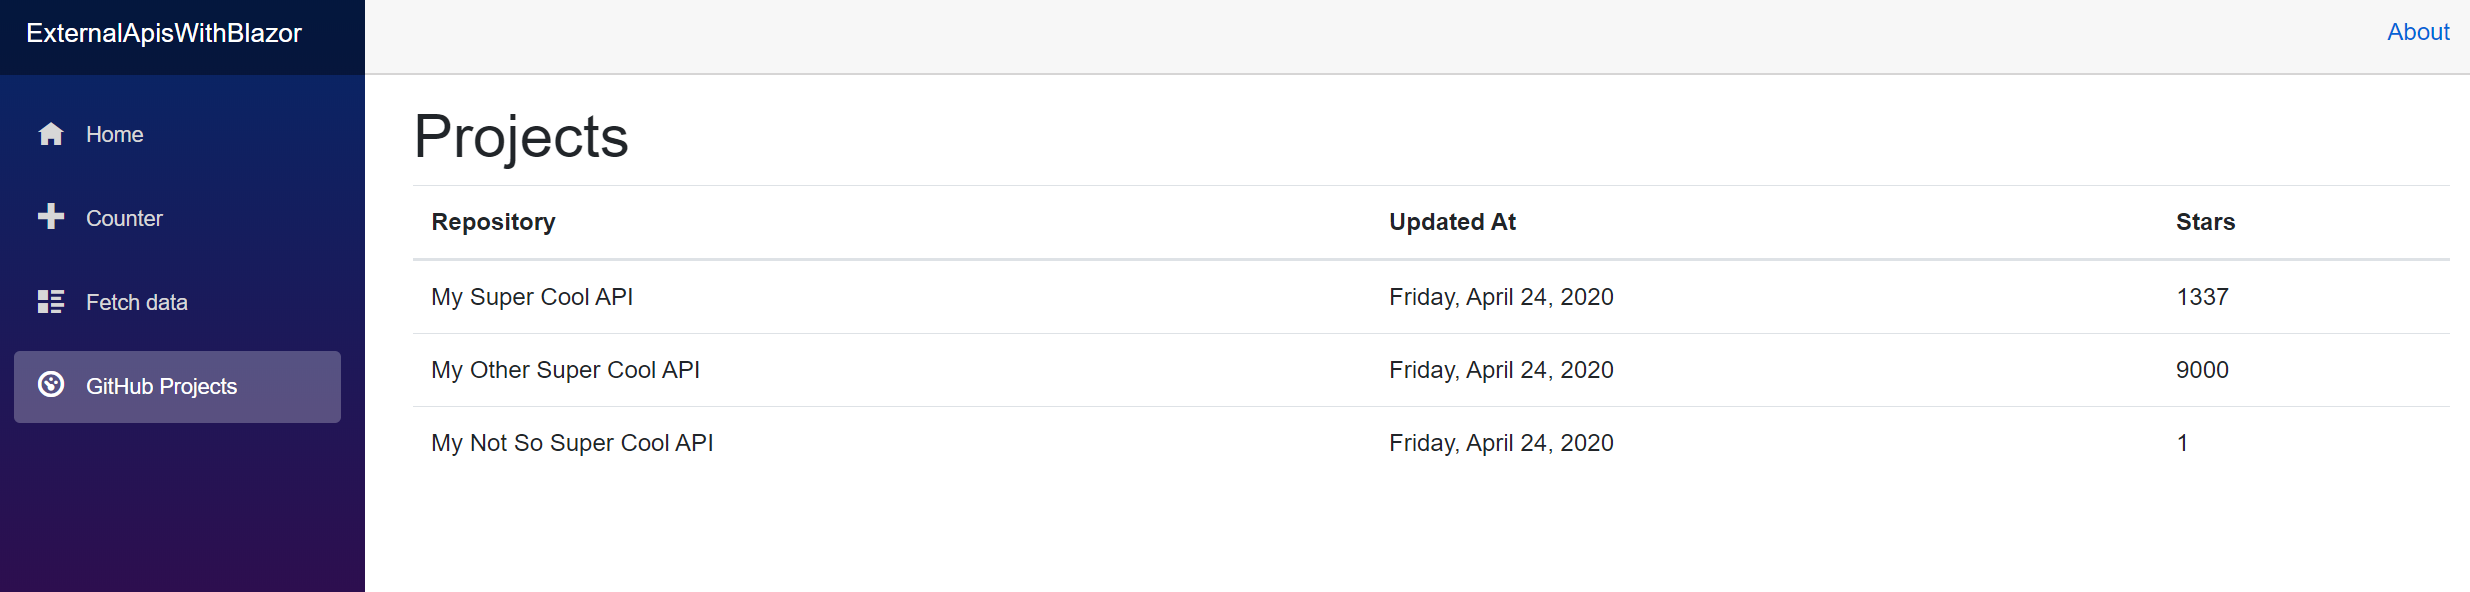 ExternalApisWithBlazor
About
Home
Counter
Fetch data
GitHub Projects
Projects
Repository Updated At Stars
My Super Cool API Friday, April 24, 2020 1337
My Other Super Cool API Friday, April 24, 2020 9000
My Not So Super Cool API Friday, April 24, 2020 1